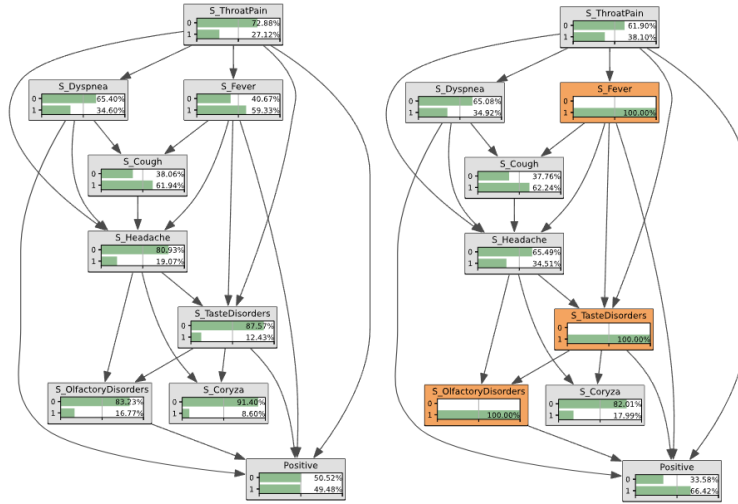 S_ThroatPain
0 72.88%
1 27.12%
S_Dyspnea
0 65.40%
1 34.60%
S_Fever
0 40.67%
1 59.33%
S_Cough
0 38.06%
1 61.94%
S_Headache
0 80.93%
1 19.07%
S_TasteDisorders
0 87.57%
1 12.43%
S_OlfactoryDisorders
0 83.23%
1 16.77%
S_Coryza
0 91.40%
1 8.60%
Positive
0 50.52%
1 49.48%
S_ThroatPain
0 61.90%
1 38.10%
S_Dyspnea
0 65.08%
1 34.92%
S_Fever
0
1 100.00%
S_Cough
0 37.76%
1 62.24%
S_Headache
0 65.49%
1 34.51%
S_TasteDisorders
0
1 100.00%
S_OlfactoryDisorders
0
1 100.00%
S_Coryza
0 82.01%
1 17.99%
Positive
0 33.58%
1 66.42%